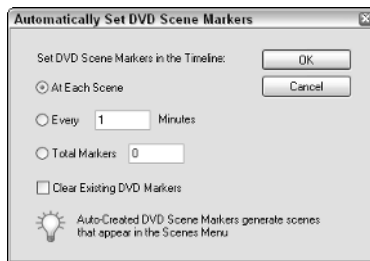 Automatically Set DVD Scene Markers
Set DVD Scene Markers in the Timeline:
OK
At Each Scene
Cancel
Every 1 Minutes
Total Markers 0
Clear Existing DVD Markers
Auto-Created DVD Scene Markers generate scenes
that appear in the Scenes Menu